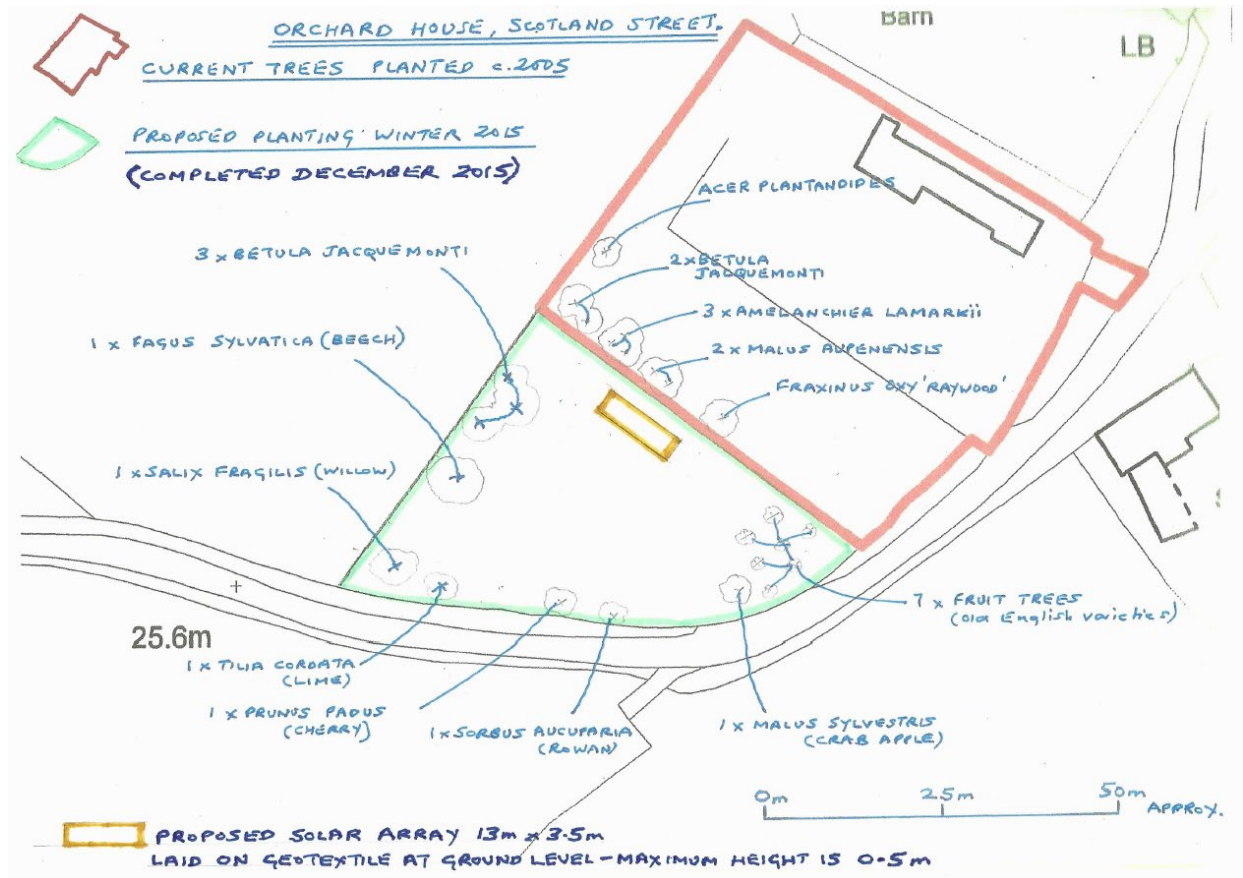 ORCHARD HOUSE, SCOTLAND STREET.
CURRENT TREES PLANTED c.2005
PROPOSED PLANTING WINTER 2015
(COMPLETED DECEMBER 2015)
Barn
LB
ACER PLANTANDIDES
3 x BETULA JACQUEMONTI
2 x BETULA
JACQUEMONTI
3 x AMELANCHIER LAMARKii
1 x FAGUS SYLVATICA (BEECH)
2 x MALUS AUPENENSIS
FRAXINUS OXY 'RAYWOOD'
1 x SALIX FRAGILIS (WILLOW)
7 x FRUIT TREES
(Old English varieties)
25.6m
1 x TILIA CORDATA
(LIME)
1 x PRUNUS PADUS
(CHERRY)
1 x SORBUS AUCUPARIA
(ROWAN)
1 x MALUS SYLVESTRIS
(CRAB APPLE)
0m 25m 50m
APPROX.
PROPOSED SOLAR ARRAY 13m x 3.5m
LAID ON GEOTEXTILE AT GROUND LEVEL - MAXIMUM HEIGHT IS 0.5m